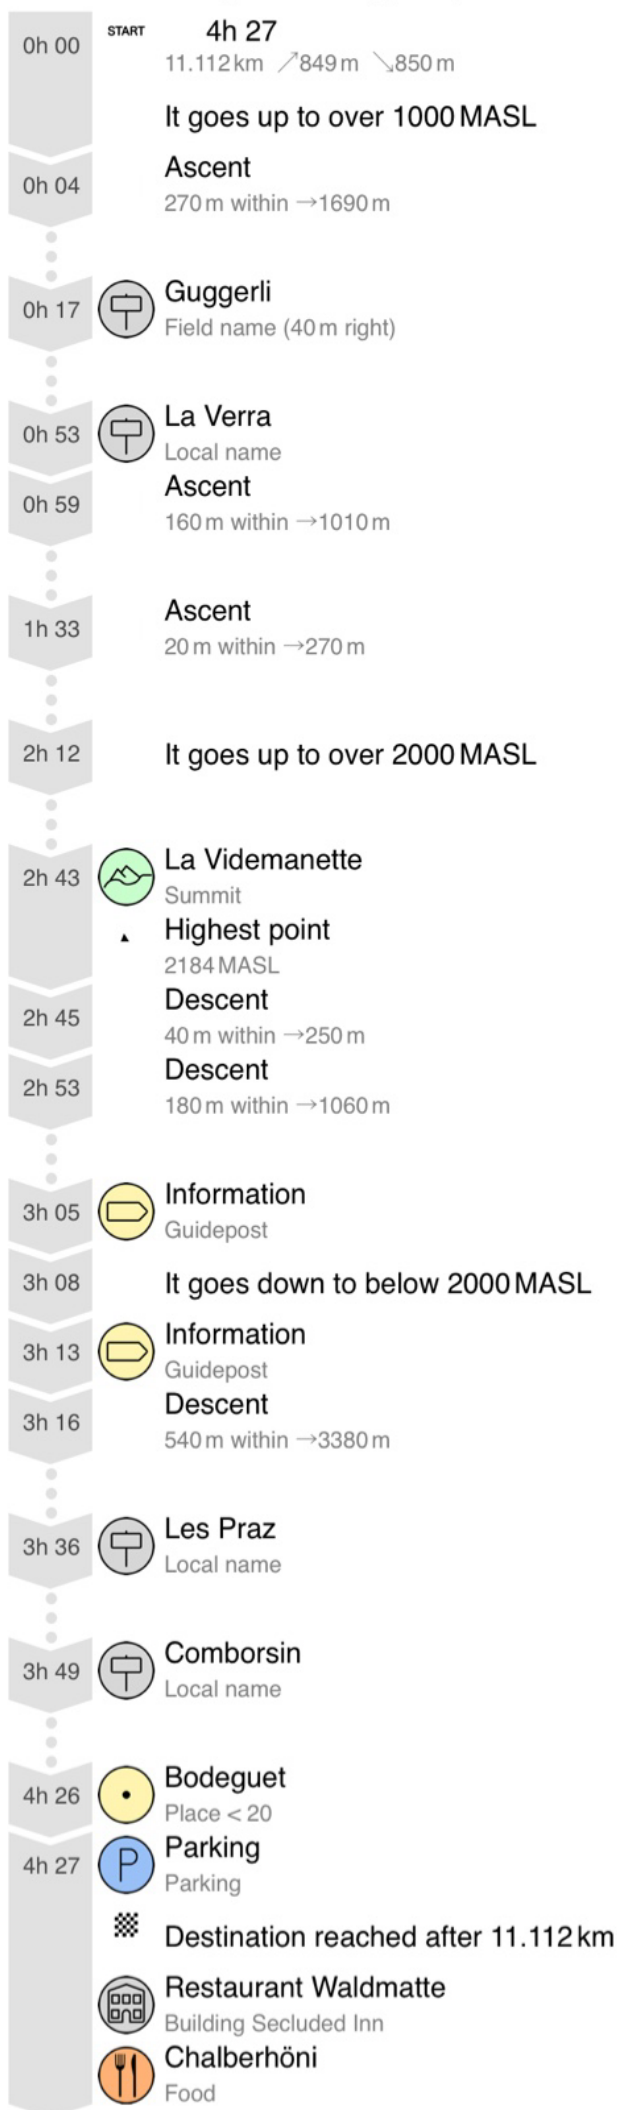 0h 00
START
4h 27
11.112 km ↗849 m ↘850 m
It goes up to over 1000 MASL
0h 04
Ascent
270 m within →1690 m
0h 17
Guggerli
Field name (40 m right)
0h 53
La Verra
Local name
0h 59
Ascent
160 m within →1010 m
1h 33
Ascent
20 m within →270 m
2h 12
It goes up to over 2000 MASL
2h 43
La Videmanette
Summit
Highest point
2184 MASL
2h 45
Descent
40 m within →250 m
2h 53
Descent
180 m within →1060 m
3h 05
Information
Guidepost
3h 08
It goes down to below 2000 MASL
3h 13
Information
Guidepost
3h 16
Descent
540 m within →3380 m
3h 36
Les Praz
Local name
3h 49
Comborsin
Local name
4h 26
Bodeguet
Place < 20
4h 27
P
Parking
Parking
Destination reached after 11.112 km
Restaurant Waldmatte
Building Secluded Inn
Chalberhöni
Food